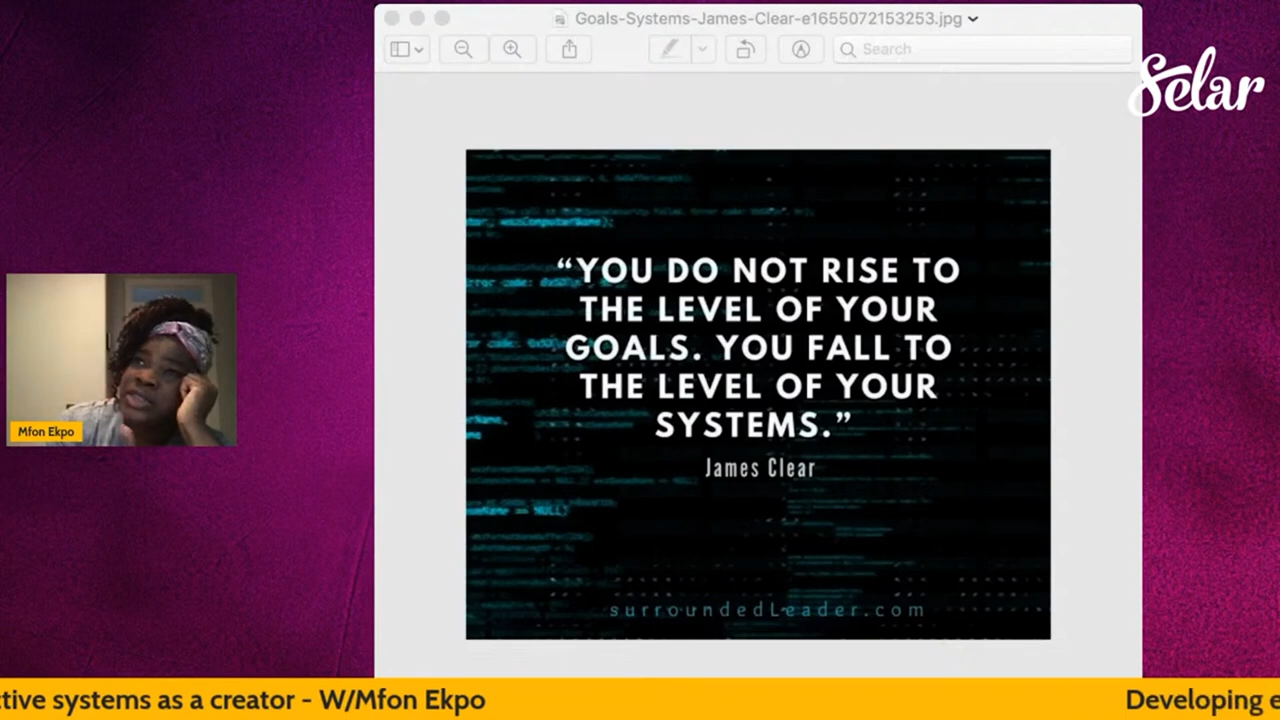 Goals-Systems-James-Clear-e1655072153253.jpg
Search
Selar
“YOU DO NOT RISE TO
THE LEVEL OF YOUR
GOALS. YOU FALL TO
THE LEVEL OF YOUR
SYSTEMS.”
James Clear
surroundedLeader.com
Mfon Ekpo
ctive systems as a creator - W/Mfon Ekpo
Developing e